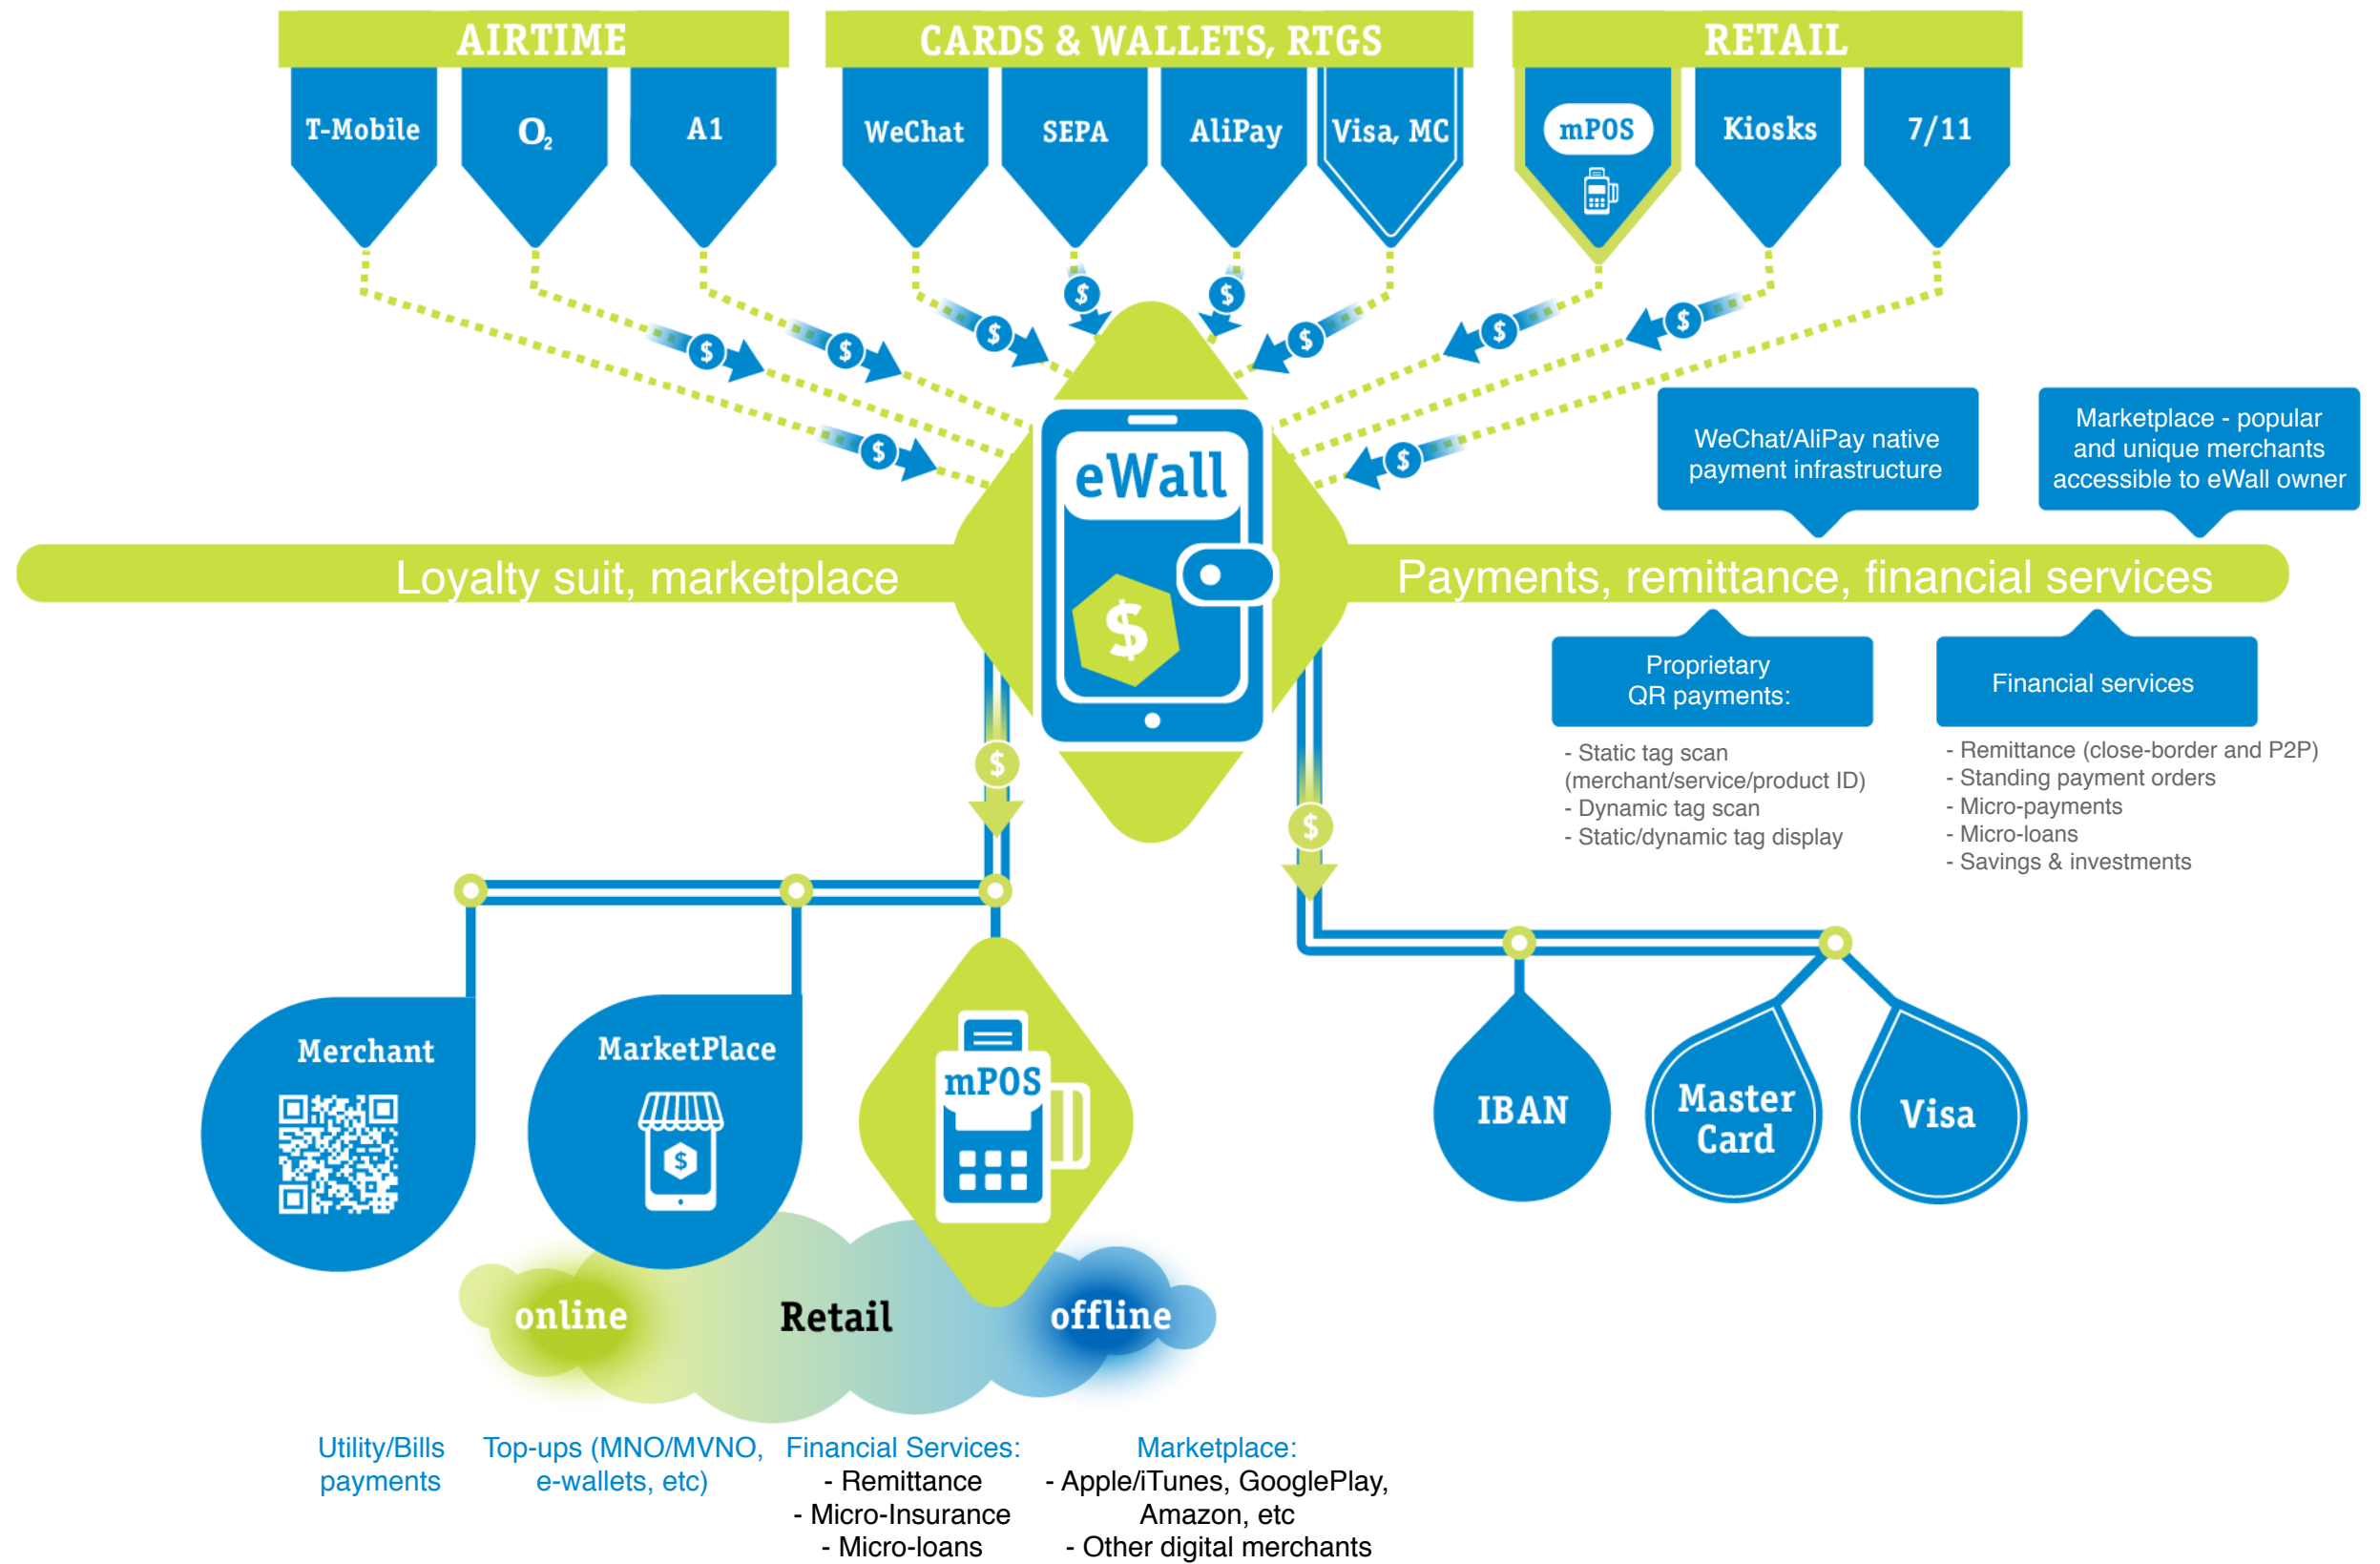 AIRTIME
CARDS & WALLETS, RTGS
RETAIL
T-Mobile
O2
A1
WeChat
SEPA
AliPay
Visa, MC
mPOS
Kiosks
7/11
$
$
$
$
$
$
$
$
$
$
eWall
$
WeChat/AliPay native
payment infrastructure
Marketplace - popular
and unique merchants
accessible to eWall owner
Loyalty suit, marketplace
Payments, remittance, financial services
Proprietary
QR payments:
- Static tag scan
(merchant/service/product ID)
- Dynamic tag scan
- Static/dynamic tag display
Financial services
- Remittance (close-border and P2P)
- Standing payment orders
- Micro-payments
- Micro-loans
- Savings & investments
$
$
Merchant
MarketPlace
$
mPOS
IBAN
Master
Card
Visa
online
Retail
offline
Utility/Bills
payments
Top-ups (MNO/MVNO,
e-wallets, etc)
Financial Services:
- Remittance
- Micro-Insurance
- Micro-loans
Marketplace:
- Apple/iTunes, GooglePlay,
Amazon, etc
- Other digital merchants